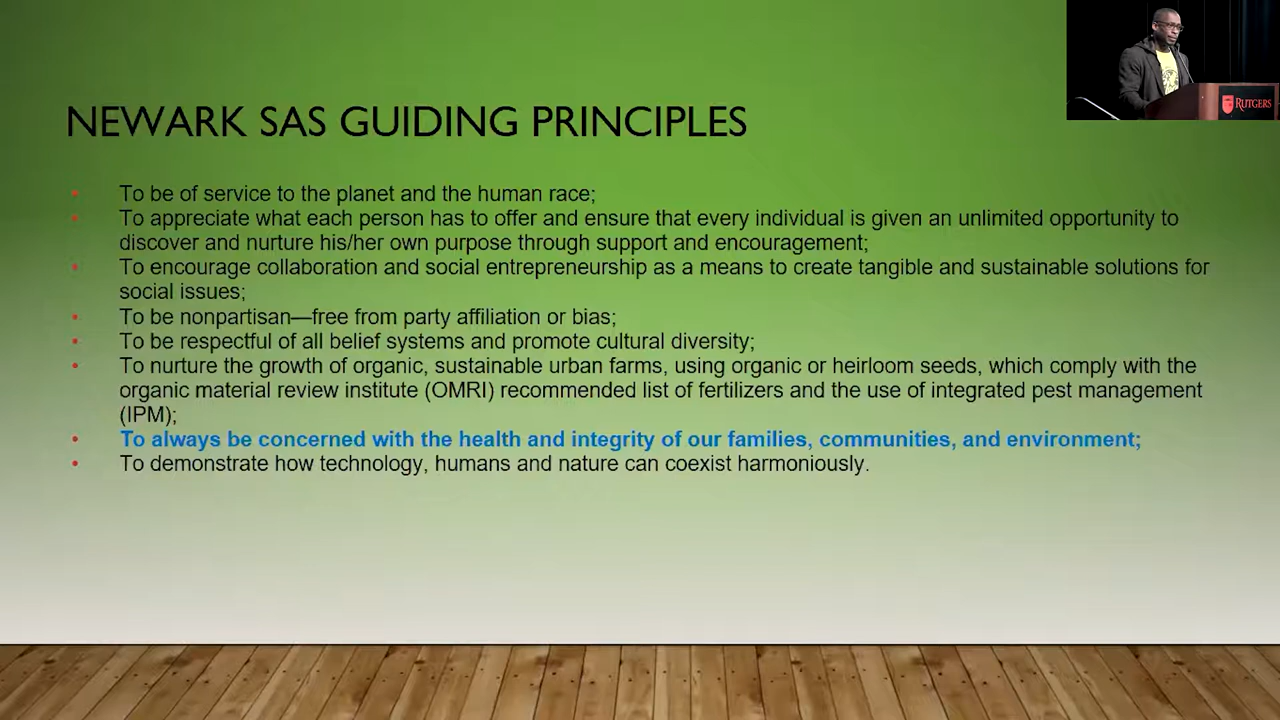 NEWARK SAS GUIDING PRINCIPLES
• To be of service to the planet and the human race;
• To appreciate what each person has to offer and ensure that every individual is given an unlimited opportunity to
discover and nurture his/her own purpose through support and encouragement;
• To encourage collaboration and social entrepreneurship as a means to create tangible and sustainable solutions for
social issues;
• To be nonpartisan—free from party affiliation or bias;
• To be respectful of all belief systems and promote cultural diversity;
• To nurture the growth of organic, sustainable urban farms, using organic or heirloom seeds, which comply with the
organic material review institute (OMRI) recommended list of fertilizers and the use of integrated pest management
(IPM);
• To always be concerned with the health and integrity of our families, communities, and environment;
• To demonstrate how technology, humans and nature can coexist harmoniously.
RUTGERS